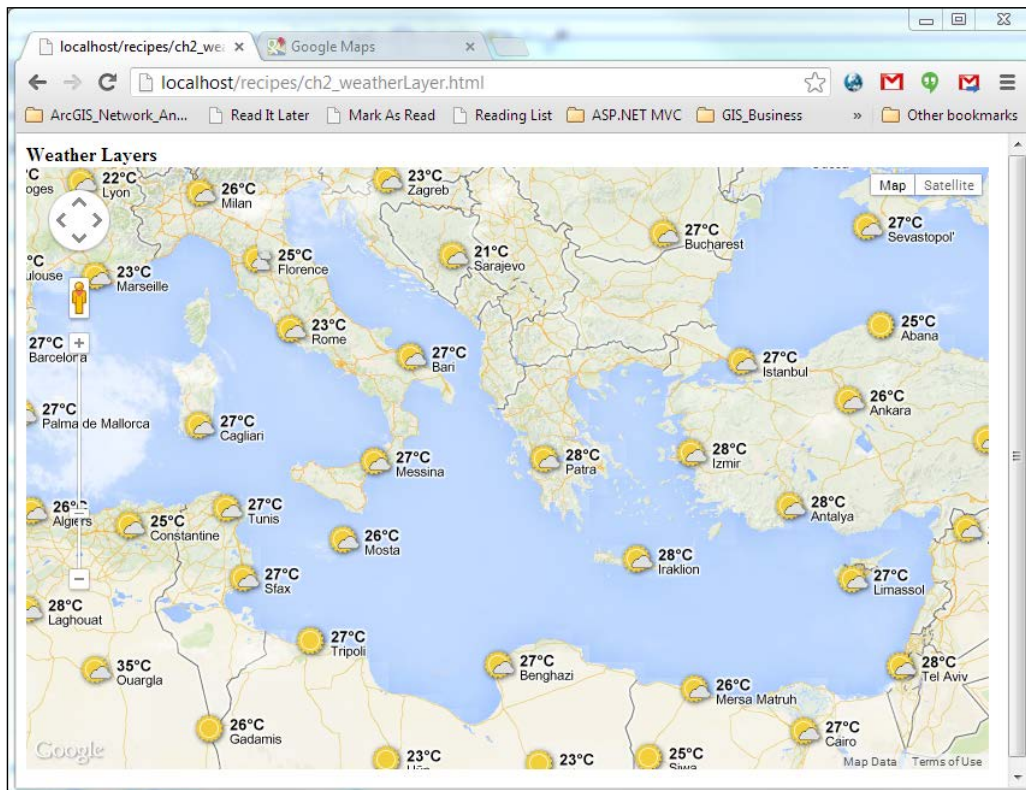 localhost/recipes/ch2_wea
Google Maps
localhost/recipes/ch2_weatherLayer.html
ArcGIS_Network_An...
Read It Later
Mark As Read
Reading List
ASP.NET MVC
GIS_Business
»
Other bookmarks
Weather Layers
Map
Satellite
22°C
Lyon
26°C
Milan
23°C
Zagreb
27°C
Bucharest
27°C
Sevastopol'
25°C
Florence
21°C
Sarajevo
23°C
Marseille
23°C
Rome
25°C
Abana
27°C
Barcelona
27°C
Bari
27°C
Istanbul
26°C
Ankara
27°C
Palma de Mallorca
27°C
Cagliari
27°C
Messina
28°C
Patra
28°C
Izmir
26°C
Algiers
25°C
Constantine
27°C
Tunis
26°C
Mosta
28°C
Antalya
28°C
Iraklion
27°C
Sfax
27°C
Limassol
28°C
Laghouat
27°C
Tripoli
35°C
Ouargla
27°C
Benghazi
28°C
Tel Aviv
26°C
Mersa Matruh
26°C
Gadamis
27°C
Cairo
23°C
23°C
25°C
Siwa
Google
Map Data
Terms of Use